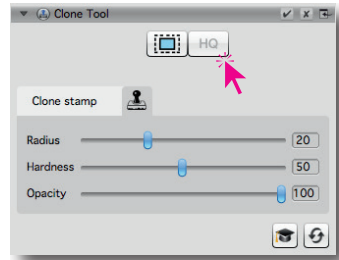 Clone Tool
HQ
Clone stamp
Radius 20
Hardness 50
Opacity 100